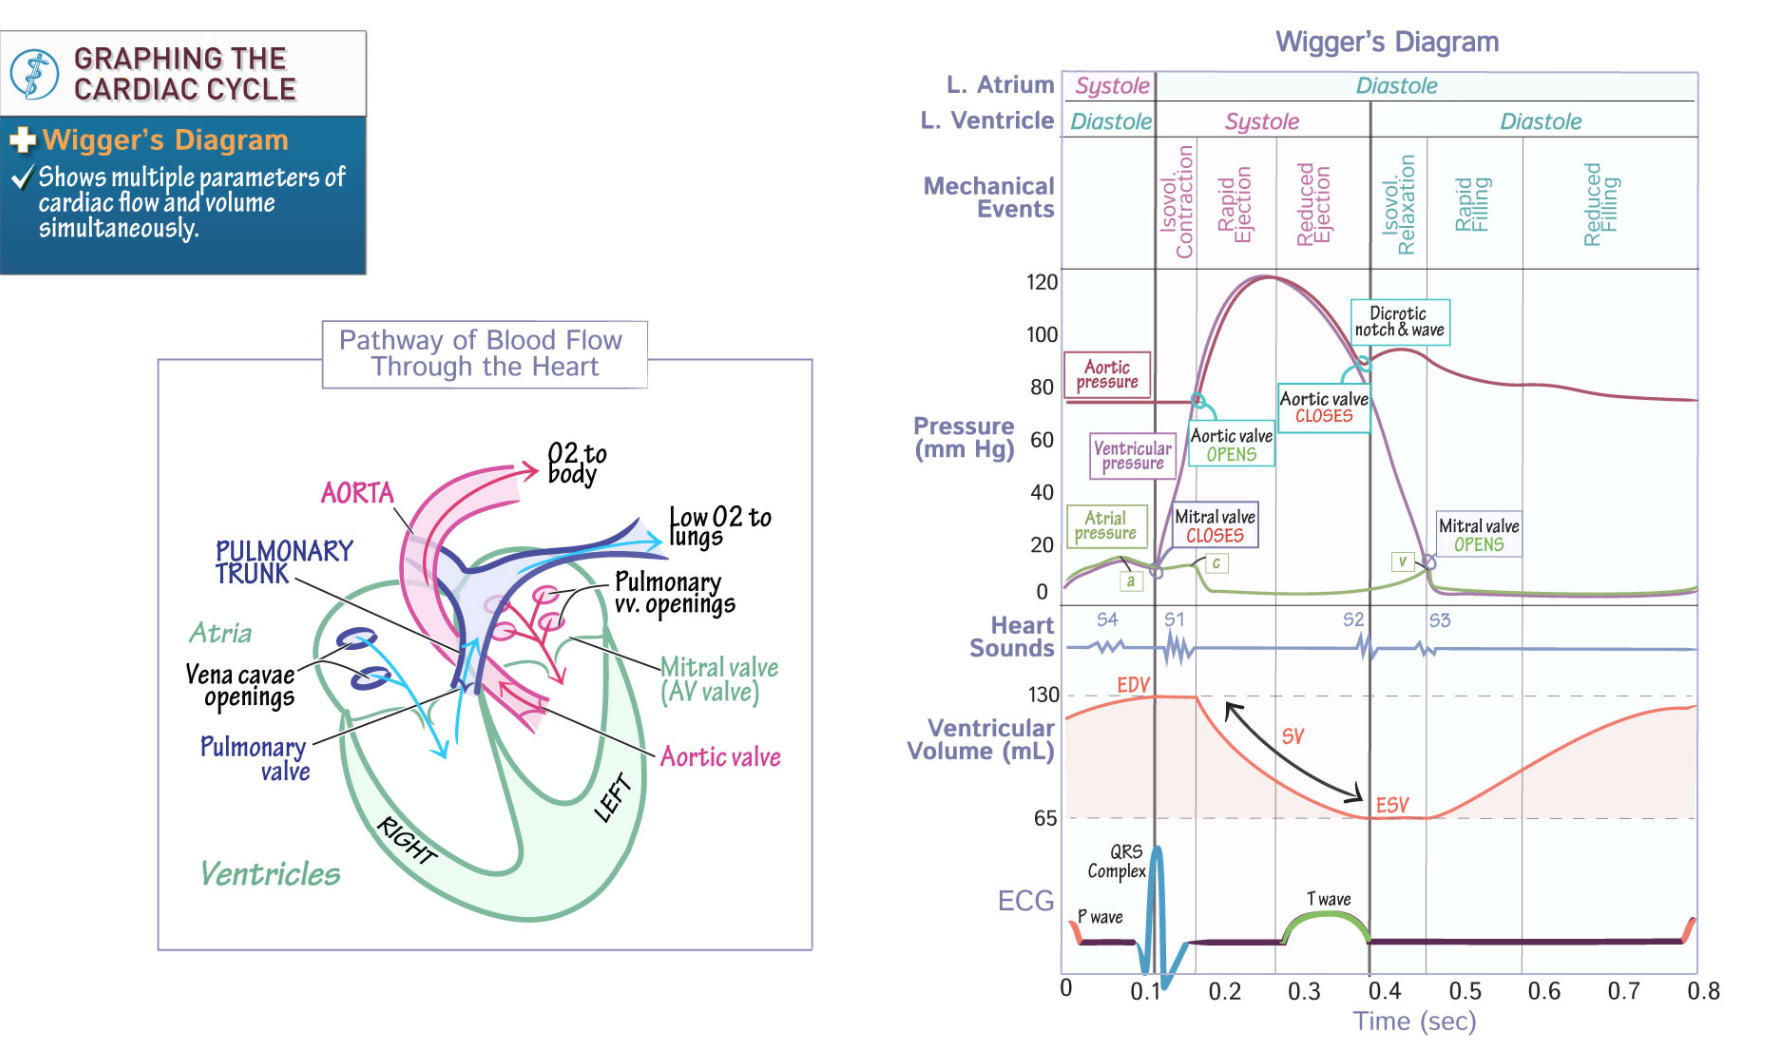 GRAPHING THE
CARDIAC CYCLE
Wigger's Diagram
Shows multiple parameters of
cardiac flow and volume
simultaneously.
Pathway of Blood Flow
Through the Heart
O2 to
body
AORTA
Low O2 to
lungs
PULMONARY
TRUNK
Pulmonary
vv. openings
Atria
Vena cavae
openings
Mitral valve
(AV valve)
Pulmonary
valve
Aortic valve
LEFT
RIGHT
Ventricles
Wigger's Diagram
L. Atrium
Systole
Diastole
L. Ventricle
Diastole
Systole
Diastole
Mechanical
Events
Isovol.
Contraction
Rapid
Ejection
Reduced
Ejection
Isovol.
Relaxation
Rapid
Filling
Reduced
Filling
Pressure
(mm Hg)
120
100
80
60
40
20
0
Aortic
pressure
Ventricular
pressure
Atrial
pressure
Dicrotic
notch & wave
Aortic valve
CLOSES
Aortic valve
OPENS
Mitral valve
CLOSES
Mitral valve
OPENS
a
c
v
Heart
Sounds
S4
S1
S2
S3
Ventricular
Volume (mL)
130
65
EDV
SV
ESV
ECG
QRS
Complex
P wave
T wave
0
0.1
0.2
0.3
0.4
0.5
0.6
0.7
0.8
Time (sec)